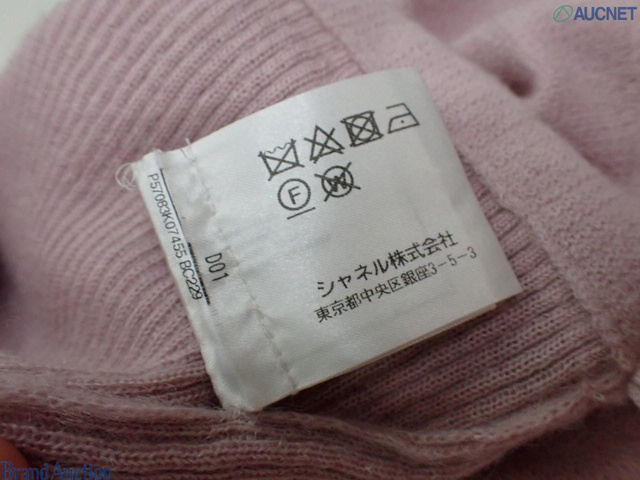 AUCNET
P57083K07455 BC229
D01
F
W
シャネル株式会社
東京都中央区銀座3-5-3
Brand Auction